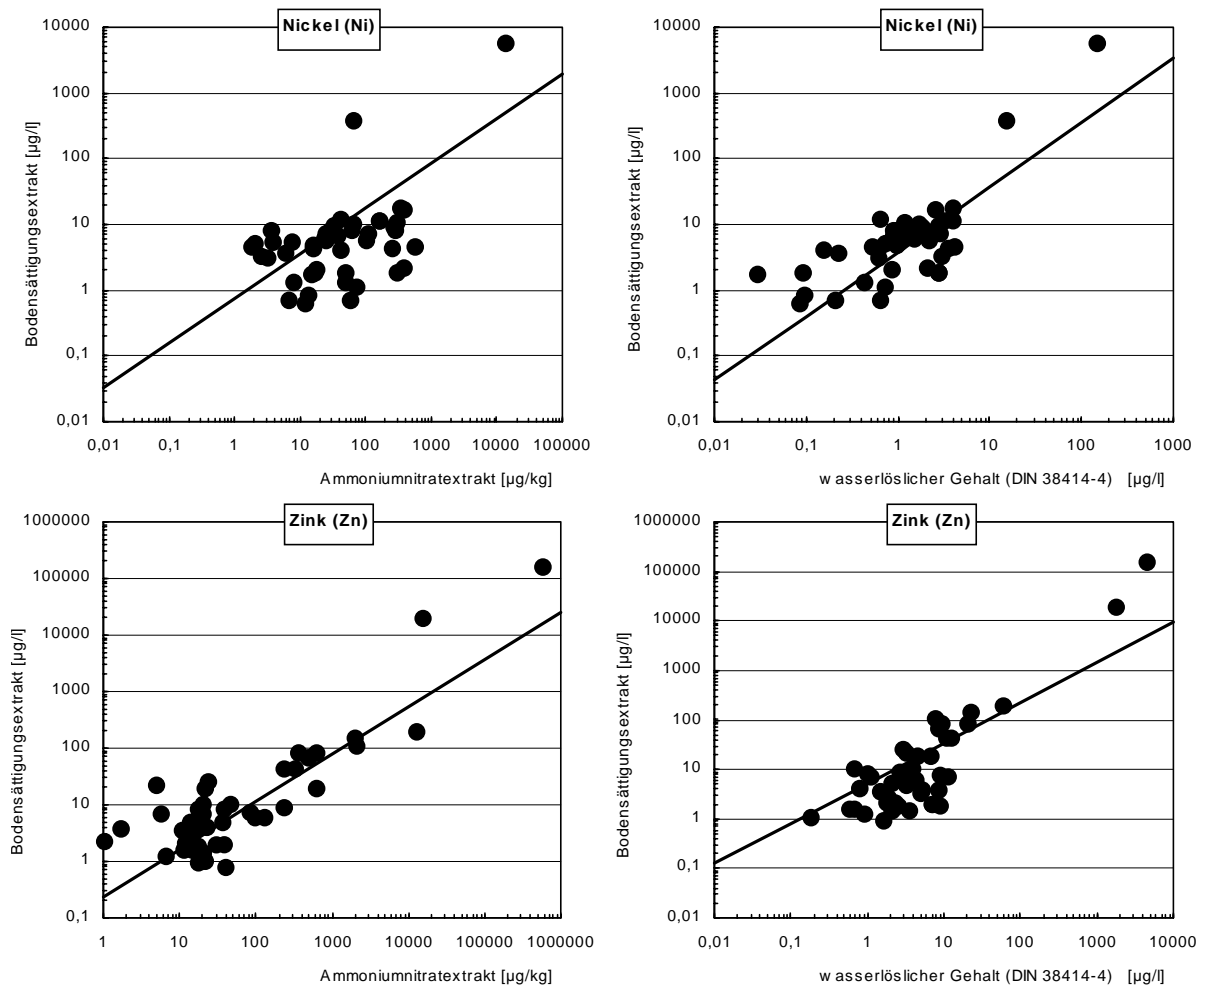 Nickel (Ni)
10000
1000
100
10
1
0,1
0,01
Bodensättigungsextrakt [µg/l]
0,01 0,1 1 10 100 1000 10000 100000
Ammoniumnitratextrakt [µg/kg]
Nickel (Ni)
10000
1000
100
10
1
0,1
0,01
Bodensättigungsextrakt [µg/l]
0,01 0,1 1 10 100 1000
wasserlöslicher Gehalt (DIN 38414-4) [µg/l]
Zink (Zn)
1000000
100000
10000
1000
100
10
1
0,1
Bodensättigungsextrakt [µg/l]
1 10 100 1000 10000 100000 1000000
Ammoniumnitratextrakt [µg/kg]
Zink (Zn)
1000000
100000
10000
1000
100
10
1
0,1
0,01
Bodensättigungsextrakt [µg/l]
0,01 0,1 1 10 100 1000 10000
wasserlöslicher Gehalt (DIN 38414-4) [µg/l]